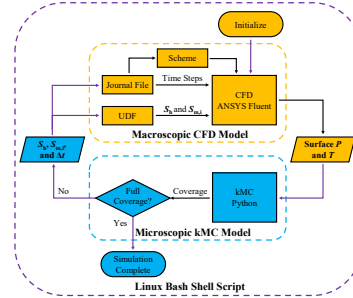 Initialize
Scheme
Journal File
Time Steps
CFD
ANSYS Fluent
UDF
Sh and Sm,i
Macroscopic CFD Model
Sh, Sm,i,
and Δt
Surface P
and T
No
Full
Coverage?
Coverage
kMC
Python
Yes
Microscopic kMC Model
Simulation
Complete
Linux Bash Shell Script